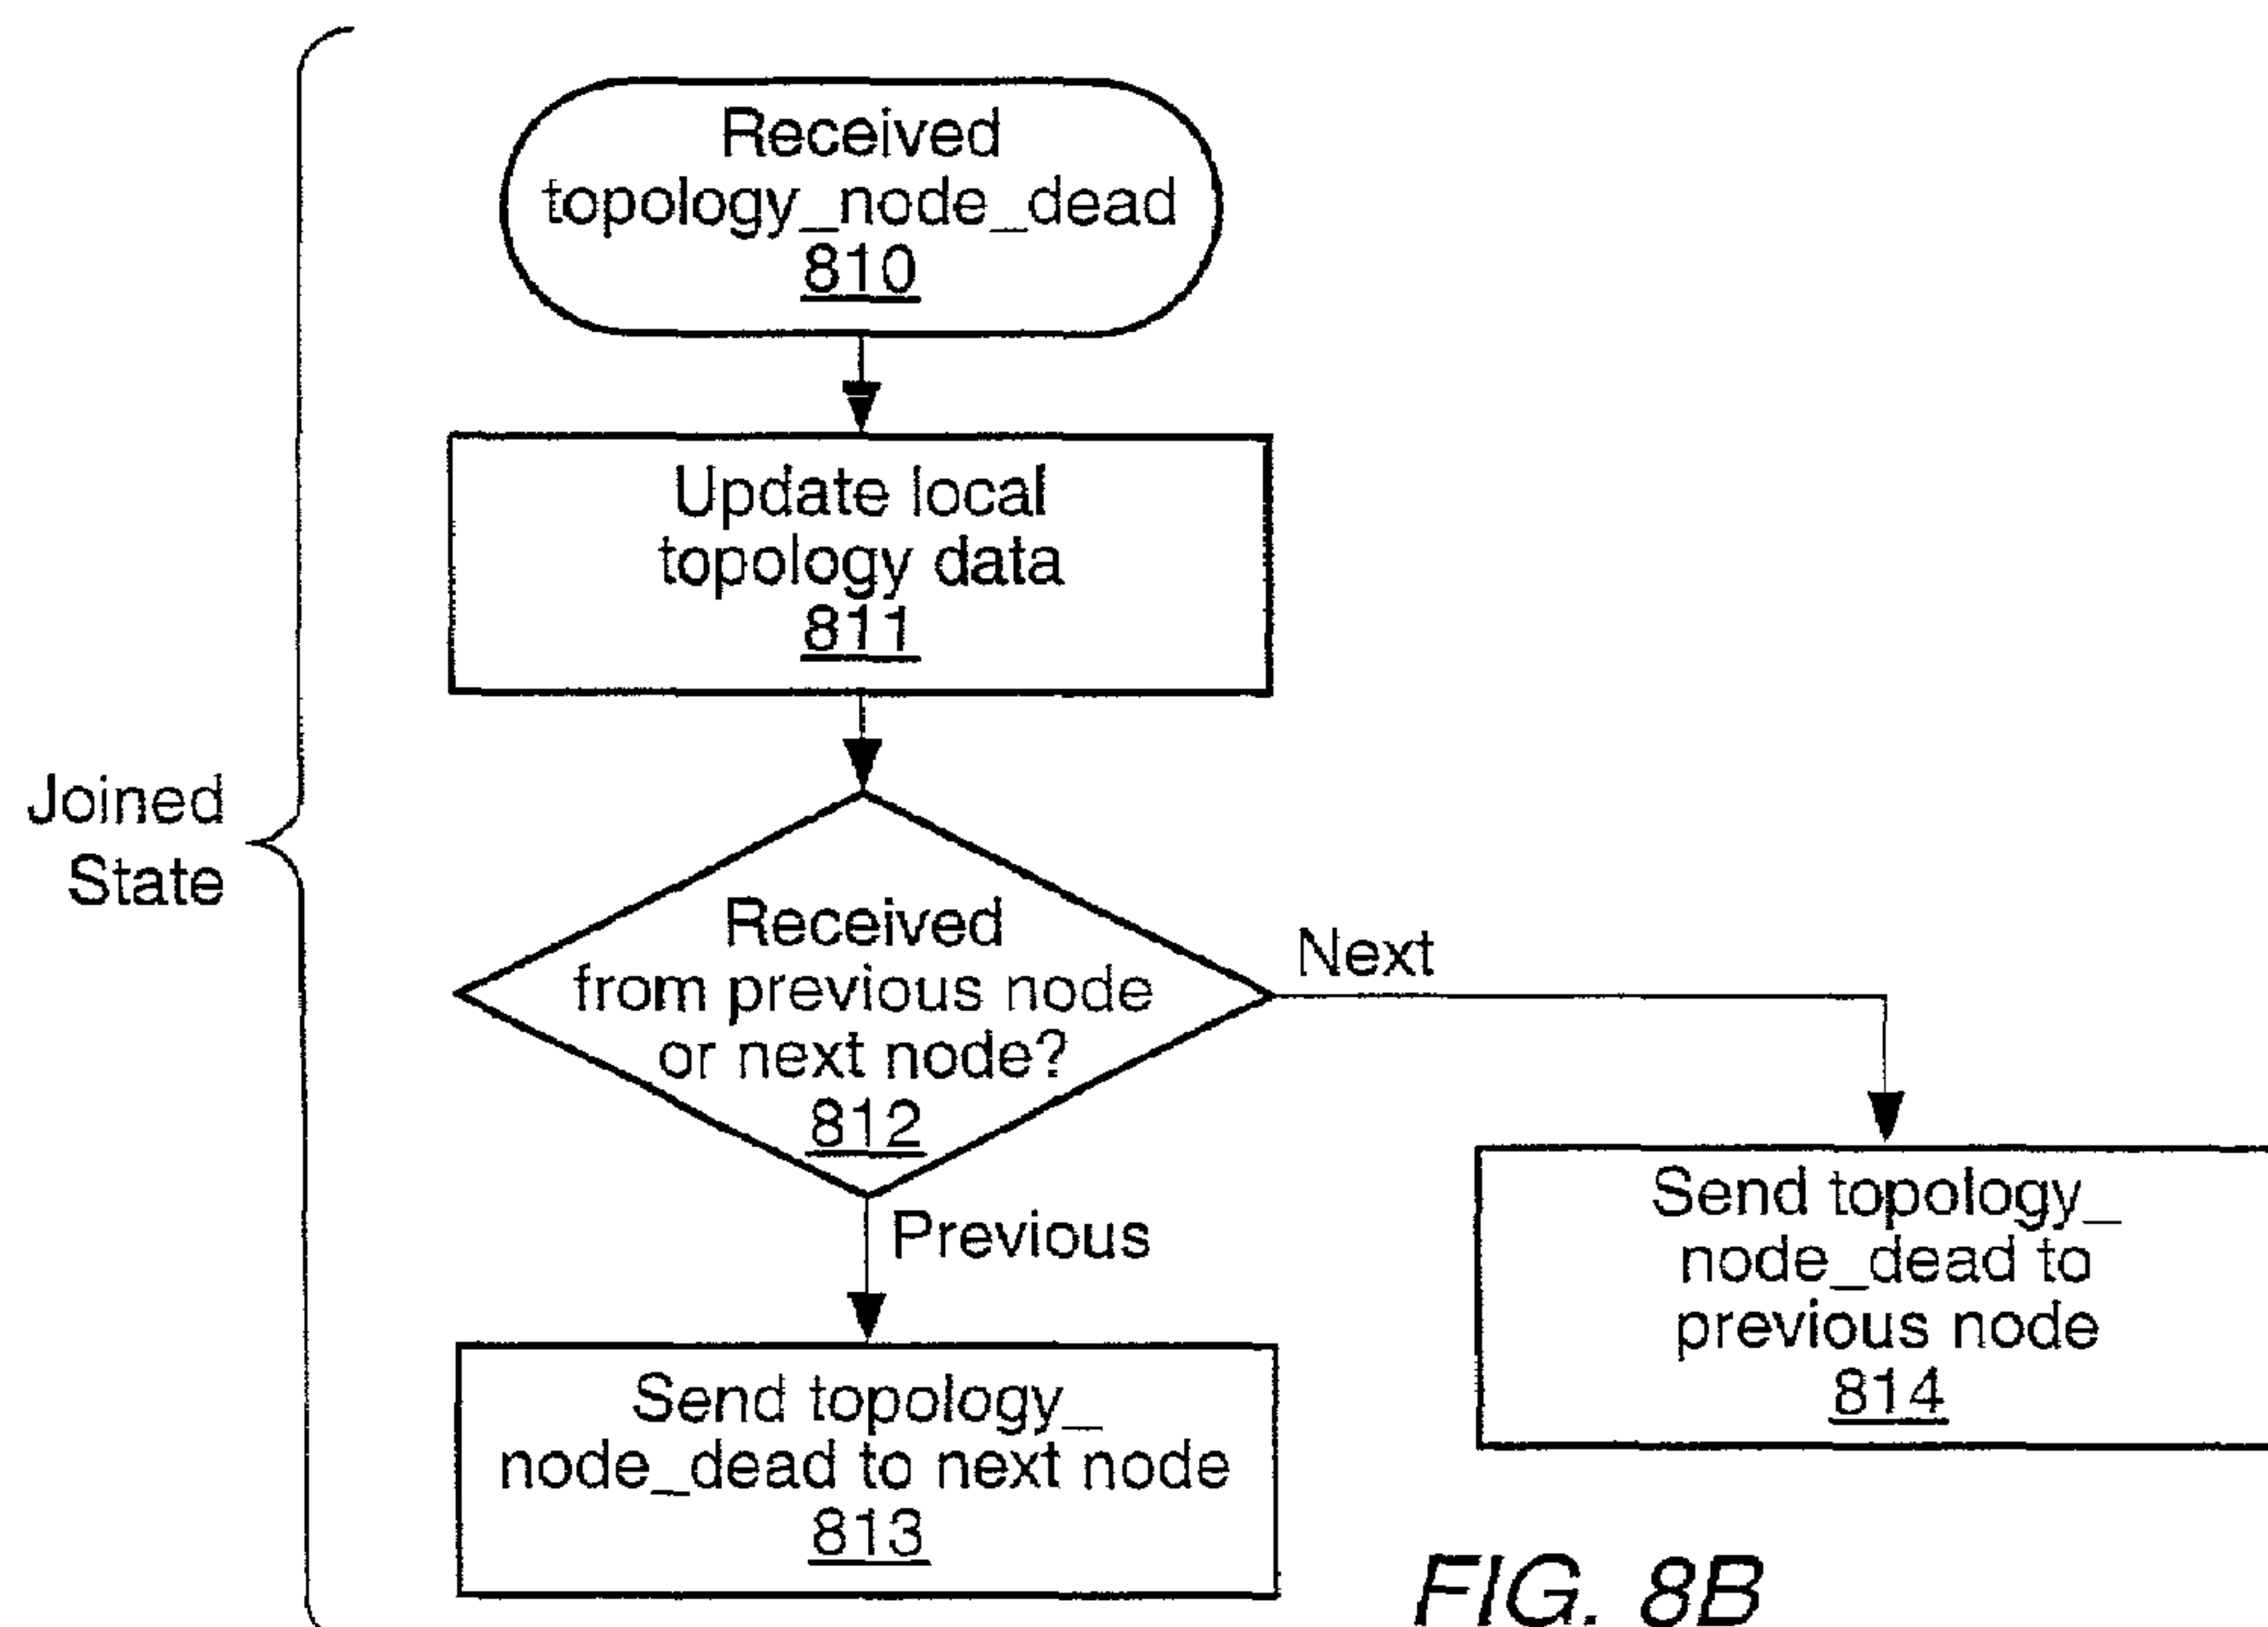 Received
topology_node_dead
810
Update local
topology data
811
Joined
State
Received
from previous node
or next node?
812
Next
Previous
Send topology_
node_dead to
previous node
814
Send topology_
node_dead to next node
813
FIG. 8B